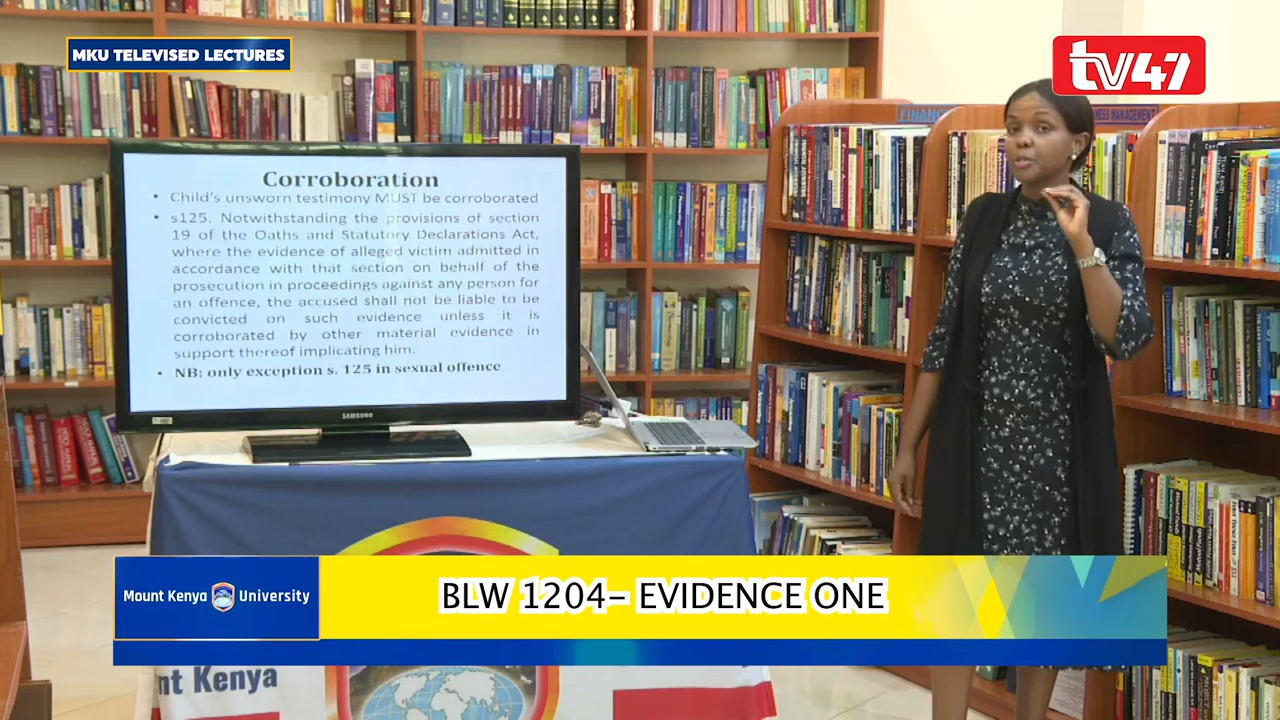 MKU TELEVISED LECTURES
tv47
FINANC
ESS MANAGEMENT
Corroboration
• Child's unsworn testimony MUST be corroborated
• s125. Notwithstanding the provisions of section
19 of the Oaths and Statutory Declarations Act,
where the evidence of alleged victim admitted in
accordance with that section on behalf of the
prosecution in proceedings against any person for
an offence, the accused shall not be liable to be
convicted on such evidence unless it is
corroborated by other material evidence in
support thereof implicating him.
• NB: only exception s. 125 in sexual offence
SAMSUNG
Mount Kenya University
BLW 1204– EVIDENCE ONE
nt Kenya